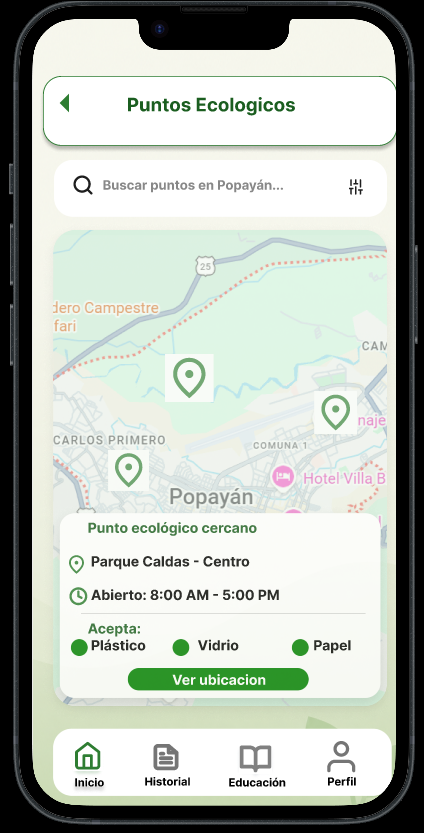 Puntos Ecologicos
Buscar puntos en Popayán...
25
dero Campestre
fari
CAM
naje
CARLOS PRIMERO
COMUNA 1
Hotel Villa B
Popayán
Punto ecológico cercano
Parque Caldas - Centro
Abierto: 8:00 AM - 5:00 PM
Acepta:
Plástico Vidrio Papel
Ver ubicacion
Inicio Historial Educación Perfil